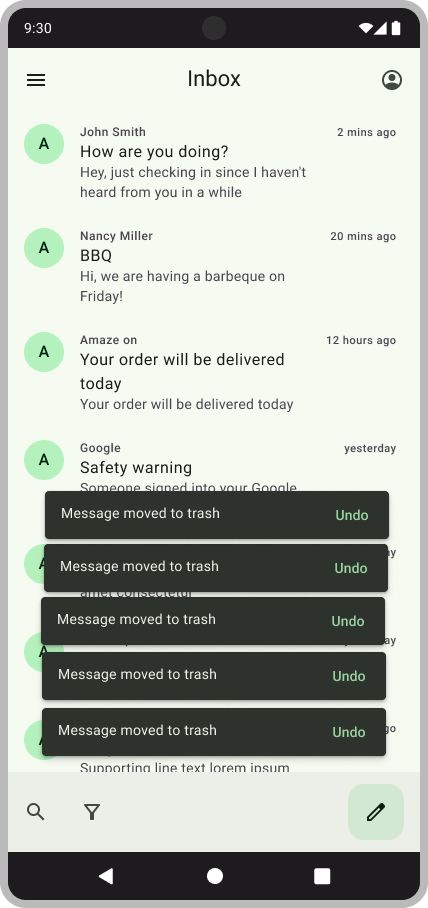 9:30
Inbox
A
John Smith
2 mins ago
How are you doing?
Hey, just checking in since I haven't
heard from you in a while
A
Nancy Miller
20 mins ago
BBQ
Hi, we are having a barbeque on
Friday!
A
Amaze on
12 hours ago
Your order will be delivered
today
Your order will be delivered today
A
Google
yesterday
Safety warning
Someone signed into your Google
Message moved to trash
Undo
Message moved to trash
Undo
amet consectetur
Message moved to trash
Undo
Message moved to trash
Undo
Message moved to trash
Undo
Supporting line text lorem ipsum